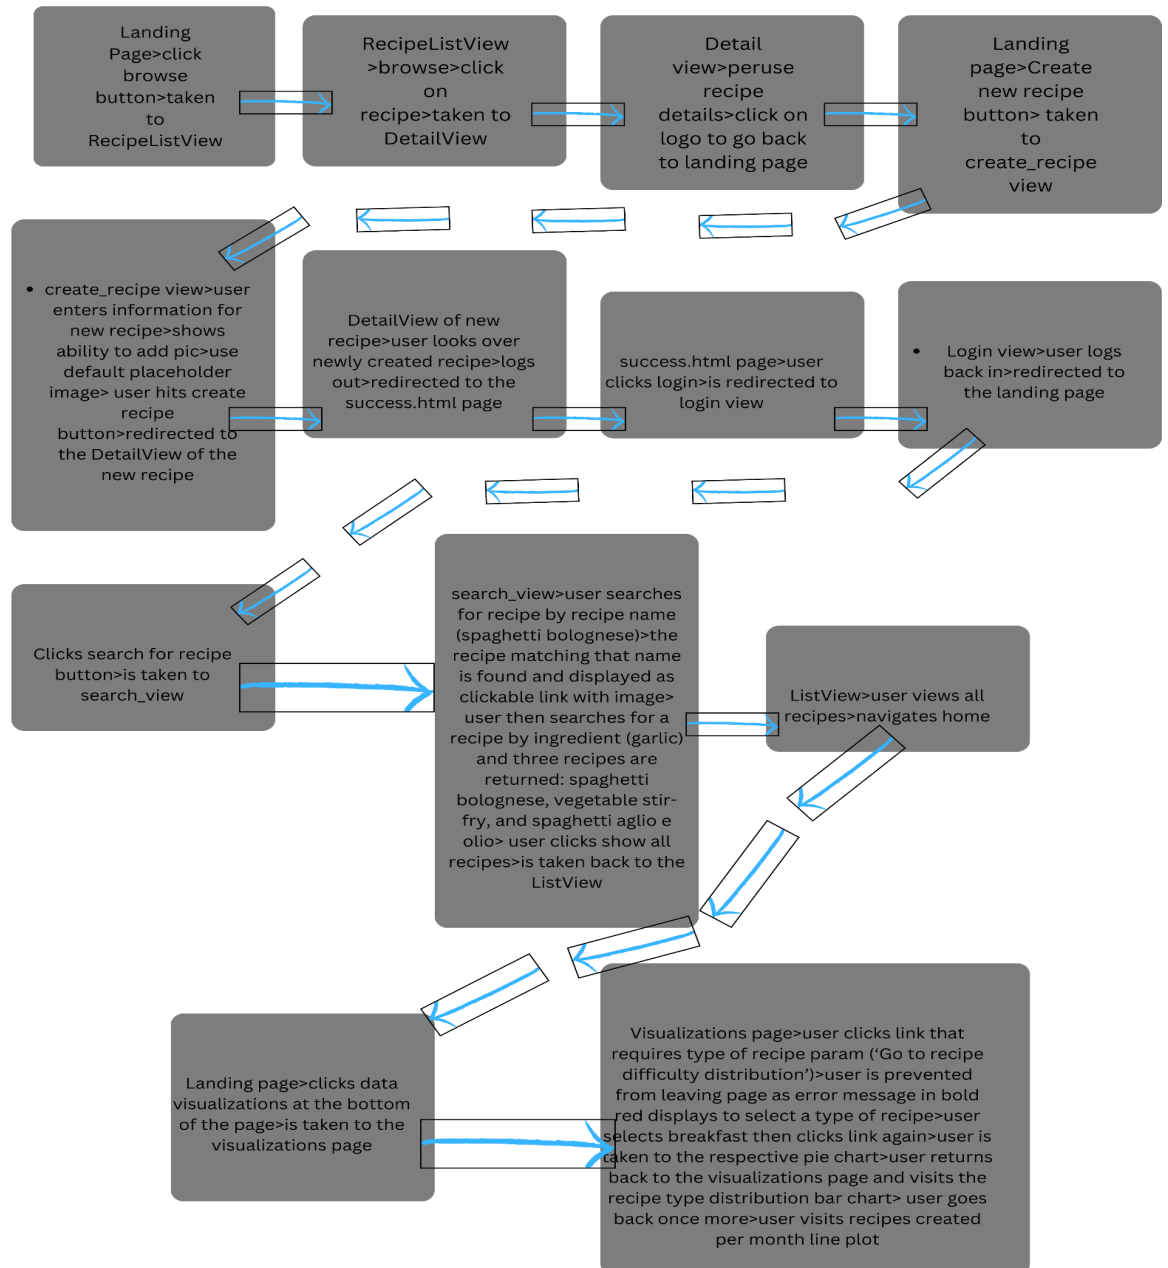 Landing
Page>click
browse
button>taken
to
RecipeListView
RecipeListView
>browse>click
on
recipe>taken to
DetailView
Detail
view>peruse
recipe
details>click on
logo to go back
to landing page
Landing
page>Create
new recipe
button> taken
to
create_recipe
view
• create_recipe view>user
enters information for
new recipe>shows
ability to add pic>use
default placeholder
image> user hits create
recipe
button>redirected to
the DetailView of the
new recipe
DetailView of new
recipe>user looks over
newly created recipe>logs
out>redirected to the
success.html page
success.html page>user
clicks login>is redirected to
login view
• Login view>user logs
back in>redirected to
the landing page
Clicks search for recipe
button>is taken to
search_view
search_view>user searches
for recipe by recipe name
(spaghetti bolognese)>the
recipe matching that name
is found and displayed as
clickable link with image>
user then searches for a
recipe by ingredient (garlic)
and three recipes are
returned: spaghetti
bolognese, vegetable stir-
fry, and spaghetti aglio e
olio> user clicks show all
recipes>is taken back to the
ListView
ListView>user views all
recipes>navigates home
Landing page>clicks data
visualizations at the bottom
of the page>is taken to the
visualizations page
Visualizations page>user clicks link that
requires type of recipe param (‘Go to recipe
difficulty distribution’)>user is prevented
from leaving page as error message in bold
red displays to select a type of recipe>user
selects breakfast then clicks link again>user is
taken to the respective pie chart>user returns
back to the visualizations page and visits the
recipe type distribution bar chart> user goes
back once more>user visits recipes created
per month line plot